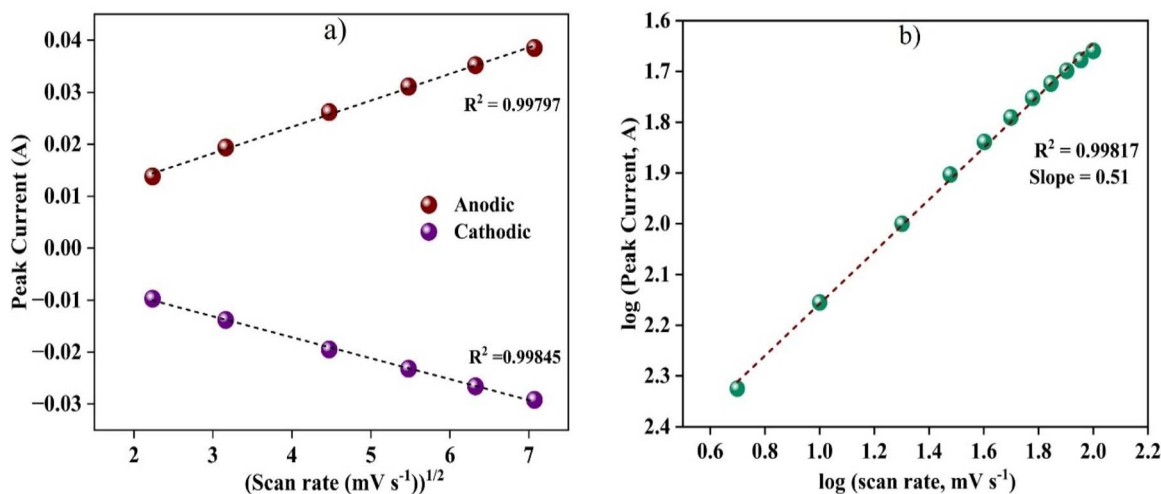 a)
Peak Current (A)
0.04
0.03
0.02
0.01
0.00
−0.01
−0.02
−0.03
R² = 0.99797
Anodic
Cathodic
R² =0.99845
2 3 4 5 6 7
(Scan rate (mV s⁻¹))¹/²
b)
log (Peak Current, A)
1.6
1.7
1.8
1.9
2.0
2.1
2.2
2.3
2.4
R² = 0.99817
Slope = 0.51
0.6 0.8 1.0 1.2 1.4 1.6 1.8 2.0 2.2
log (scan rate, mV s⁻¹)